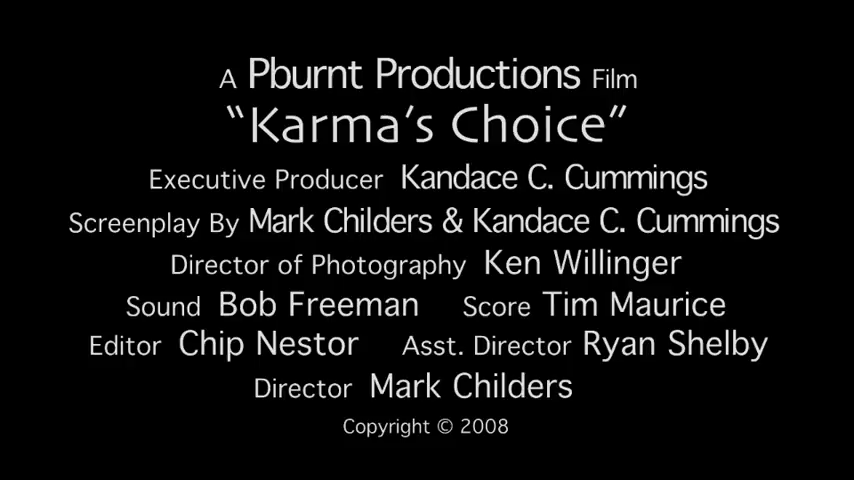 A Pburnt Productions Film
“Karma’s Choice”
Executive Producer Kandace C. Cummings
Screenplay By Mark Childers & Kandace C. Cummings
Director of Photography Ken Willinger
Sound Bob Freeman Score Tim Maurice
Editor Chip Nestor Asst. Director Ryan Shelby
Director Mark Childers
Copyright © 2008